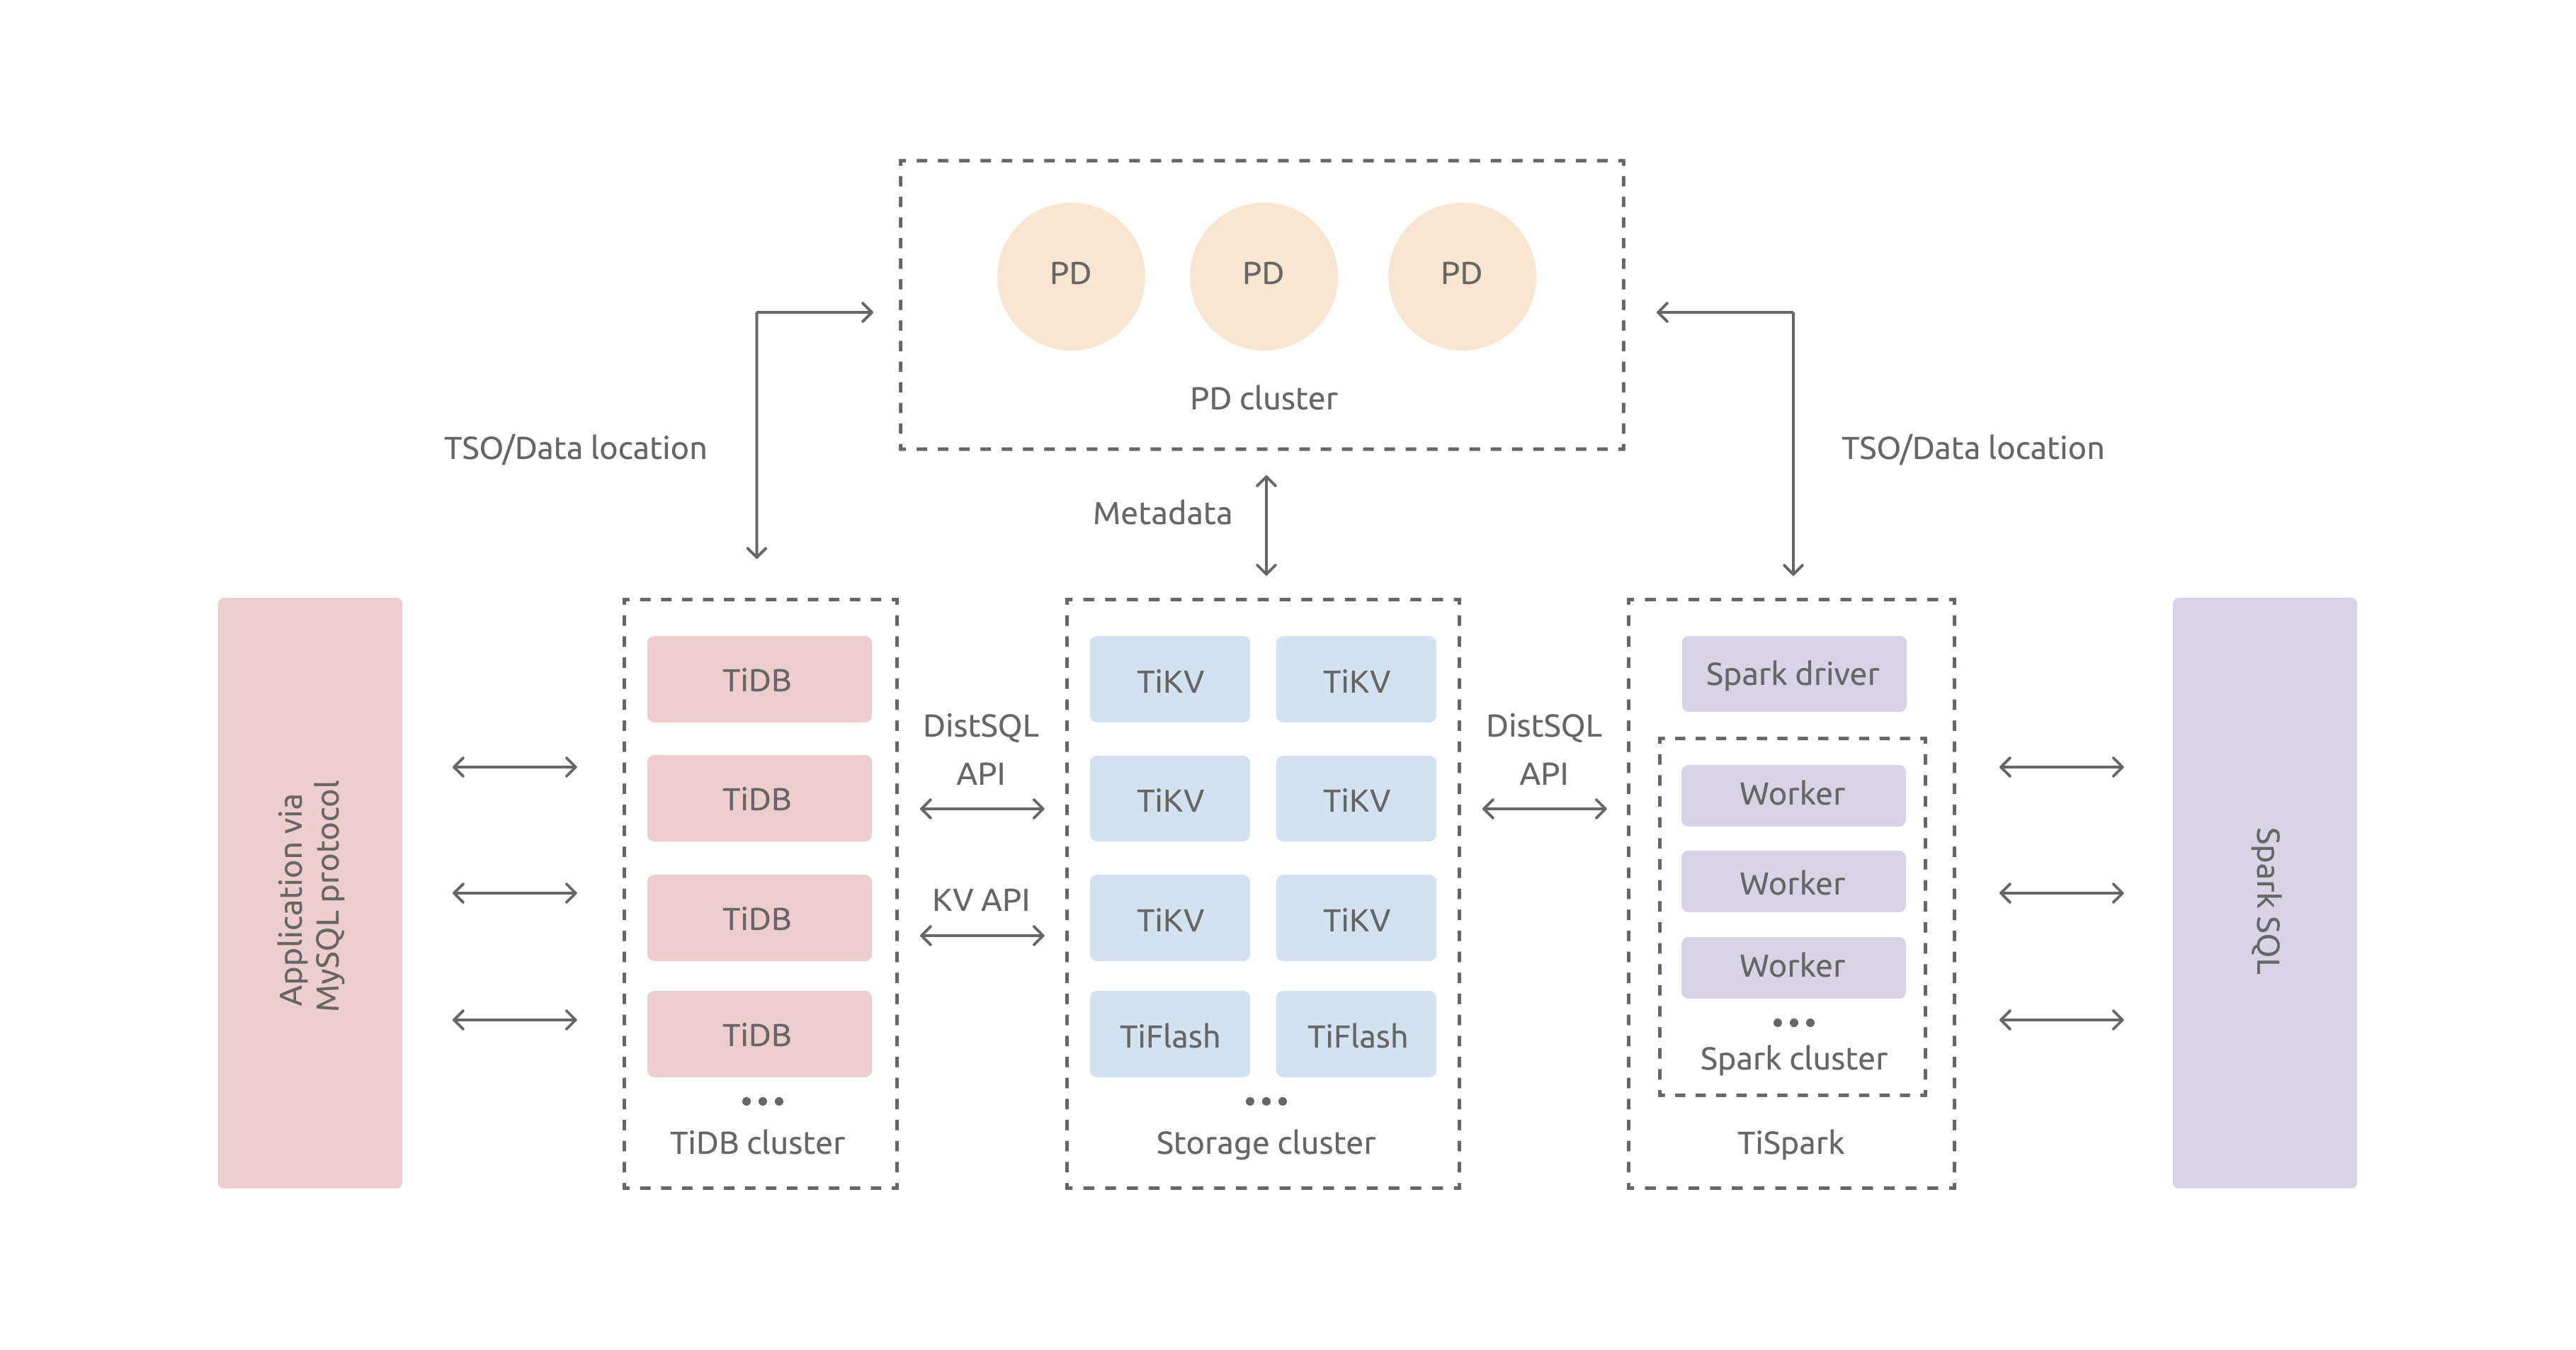 PD
PD
PD
PD cluster
TSO/Data location
TSO/Data location
Metadata
Application via
MySQL protocol
TiDB
TiDB
TiDB
TiDB
TiDB cluster
DistSQL
API
KV API
TiKV
TiKV
TiKV
TiKV
TiKV
TiKV
TiFlash
TiFlash
Storage cluster
DistSQL
API
Spark driver
Worker
Worker
Worker
Spark cluster
TiSpark
Spark SQL